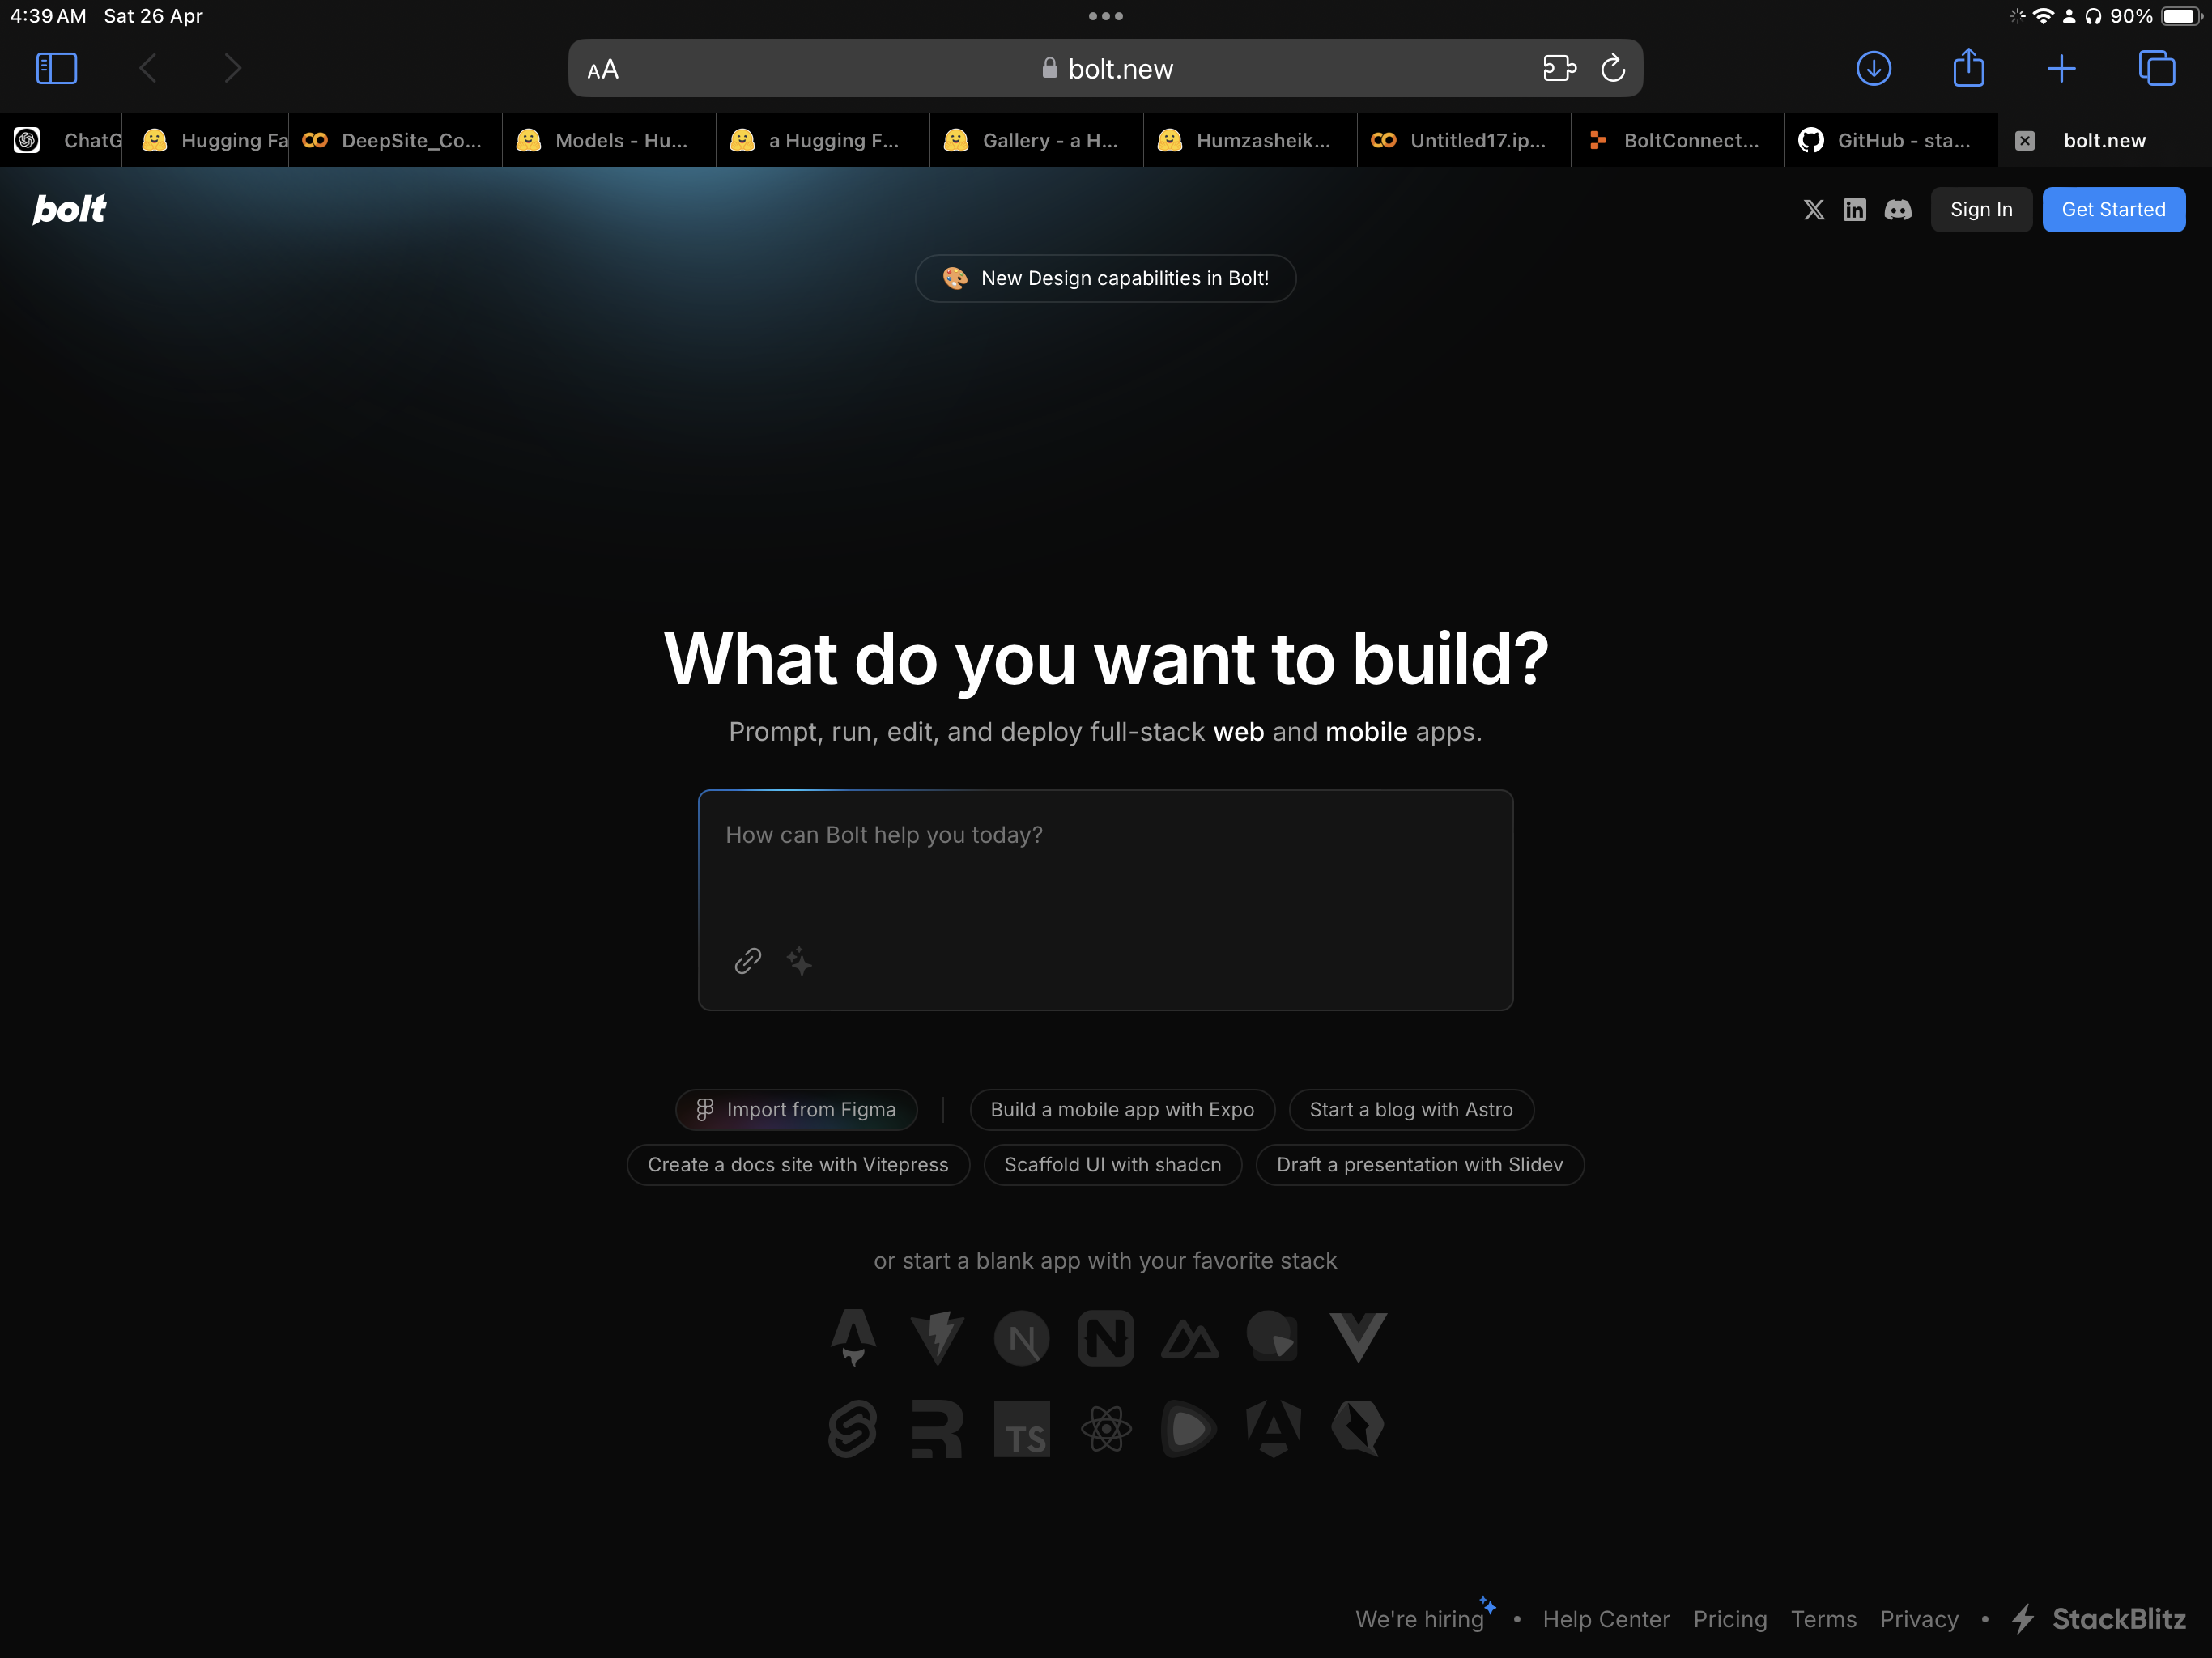 4:39 AM Sat 26 Apr 90%
AA bolt.new
ChatG Hugging Fa DeepSite_Co... Models - Hu... a Hugging F... Gallery - a H... Humzasheik... Untitled17.ip... BoltConnect... GitHub - sta... bolt.new
bolt Sign In Get Started
New Design capabilities in Bolt!
What do you want to build?
Prompt, run, edit, and deploy full-stack web and mobile apps.
How can Bolt help you today?
Import from Figma Build a mobile app with Expo Start a blog with Astro
Create a docs site with Vitepress Scaffold UI with shadcn Draft a presentation with Slidev
or start a blank app with your favorite stack
TS
We're hiring • Help Center Pricing Terms Privacy • StackBlitz